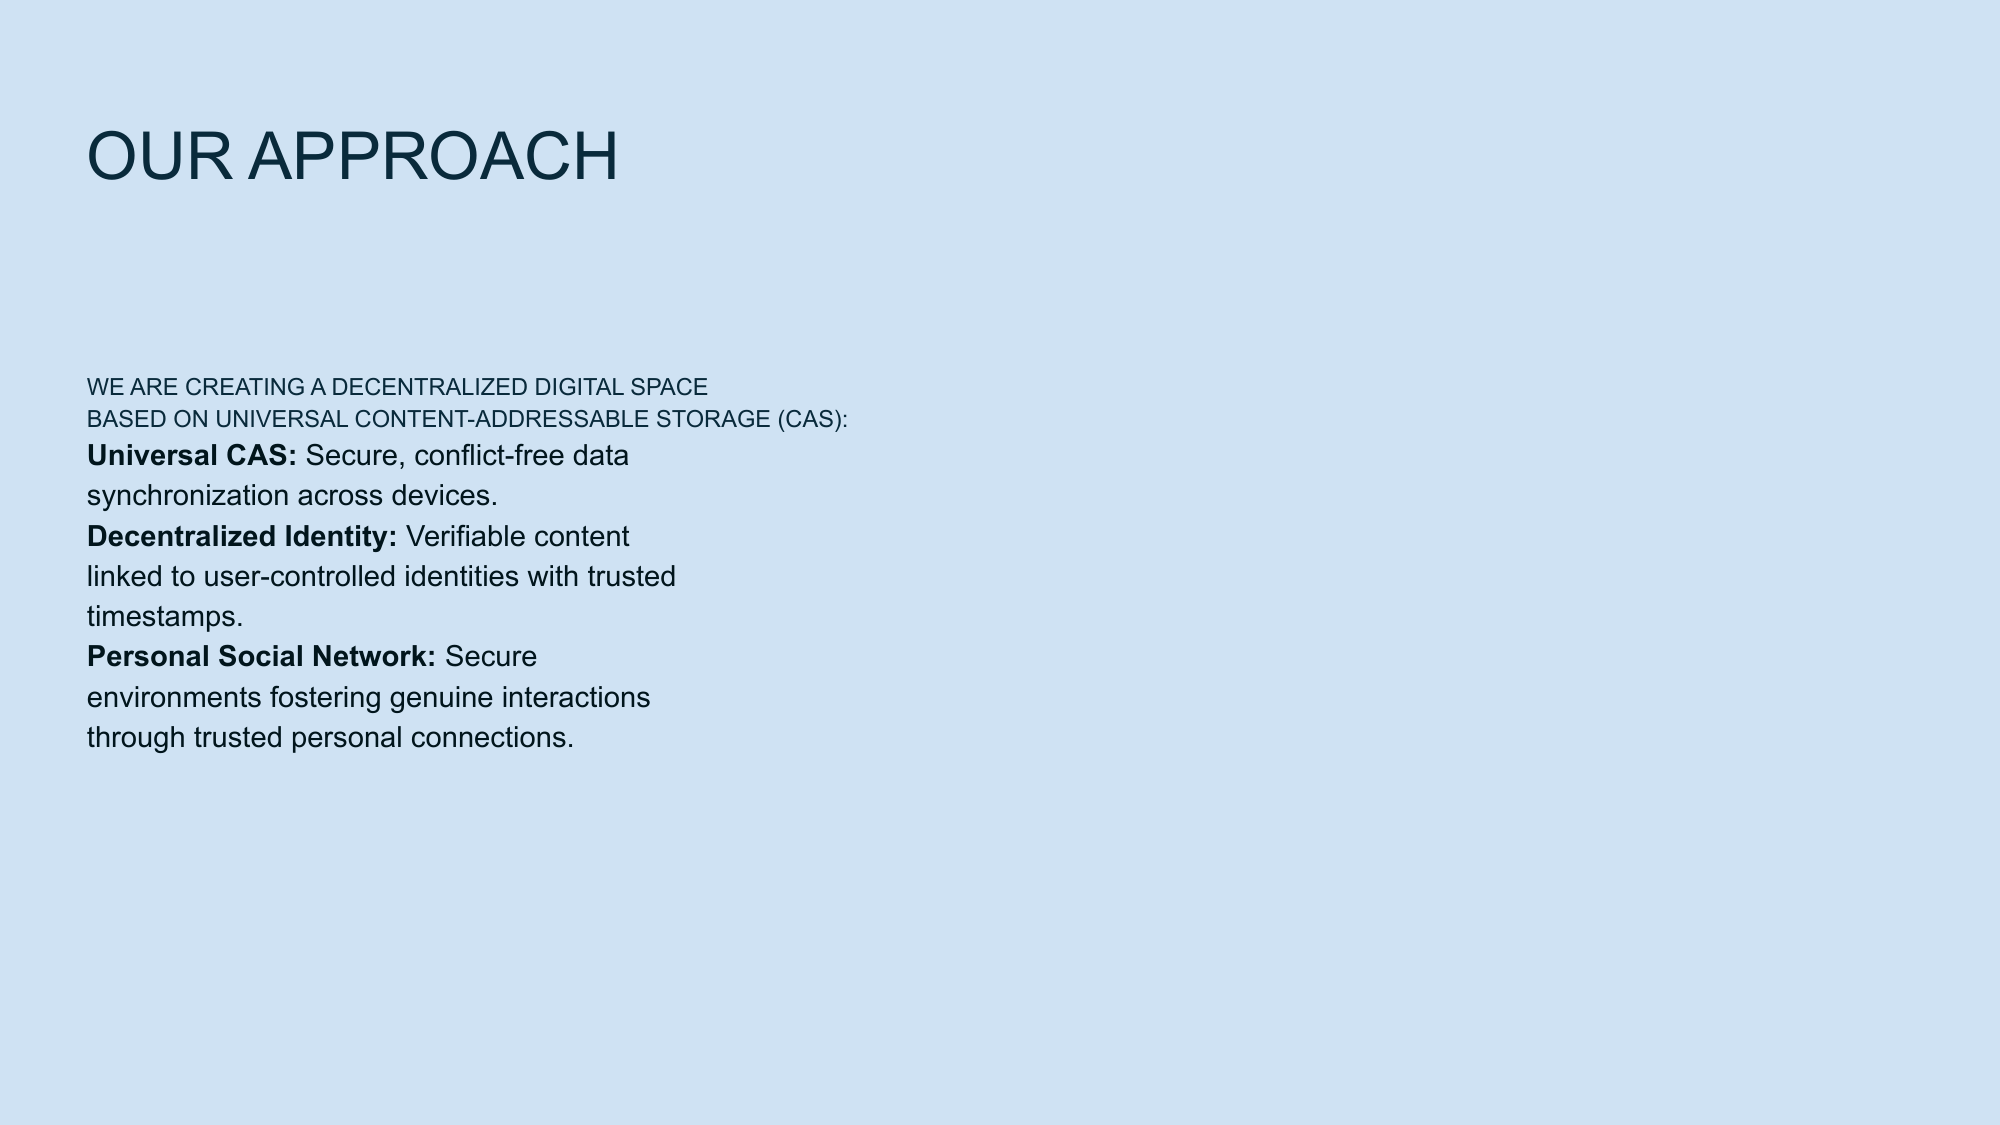 OUR APPROACH
WE ARE CREATING A DECENTRALIZED DIGITAL SPACE
BASED ON UNIVERSAL CONTENT-ADDRESSABLE STORAGE (CAS):
Universal CAS: Secure, conflict-free data
synchronization across devices.
Decentralized Identity: Verifiable content
linked to user-controlled identities with trusted
timestamps.
Personal Social Network: Secure
environments fostering genuine interactions
through trusted personal connections.